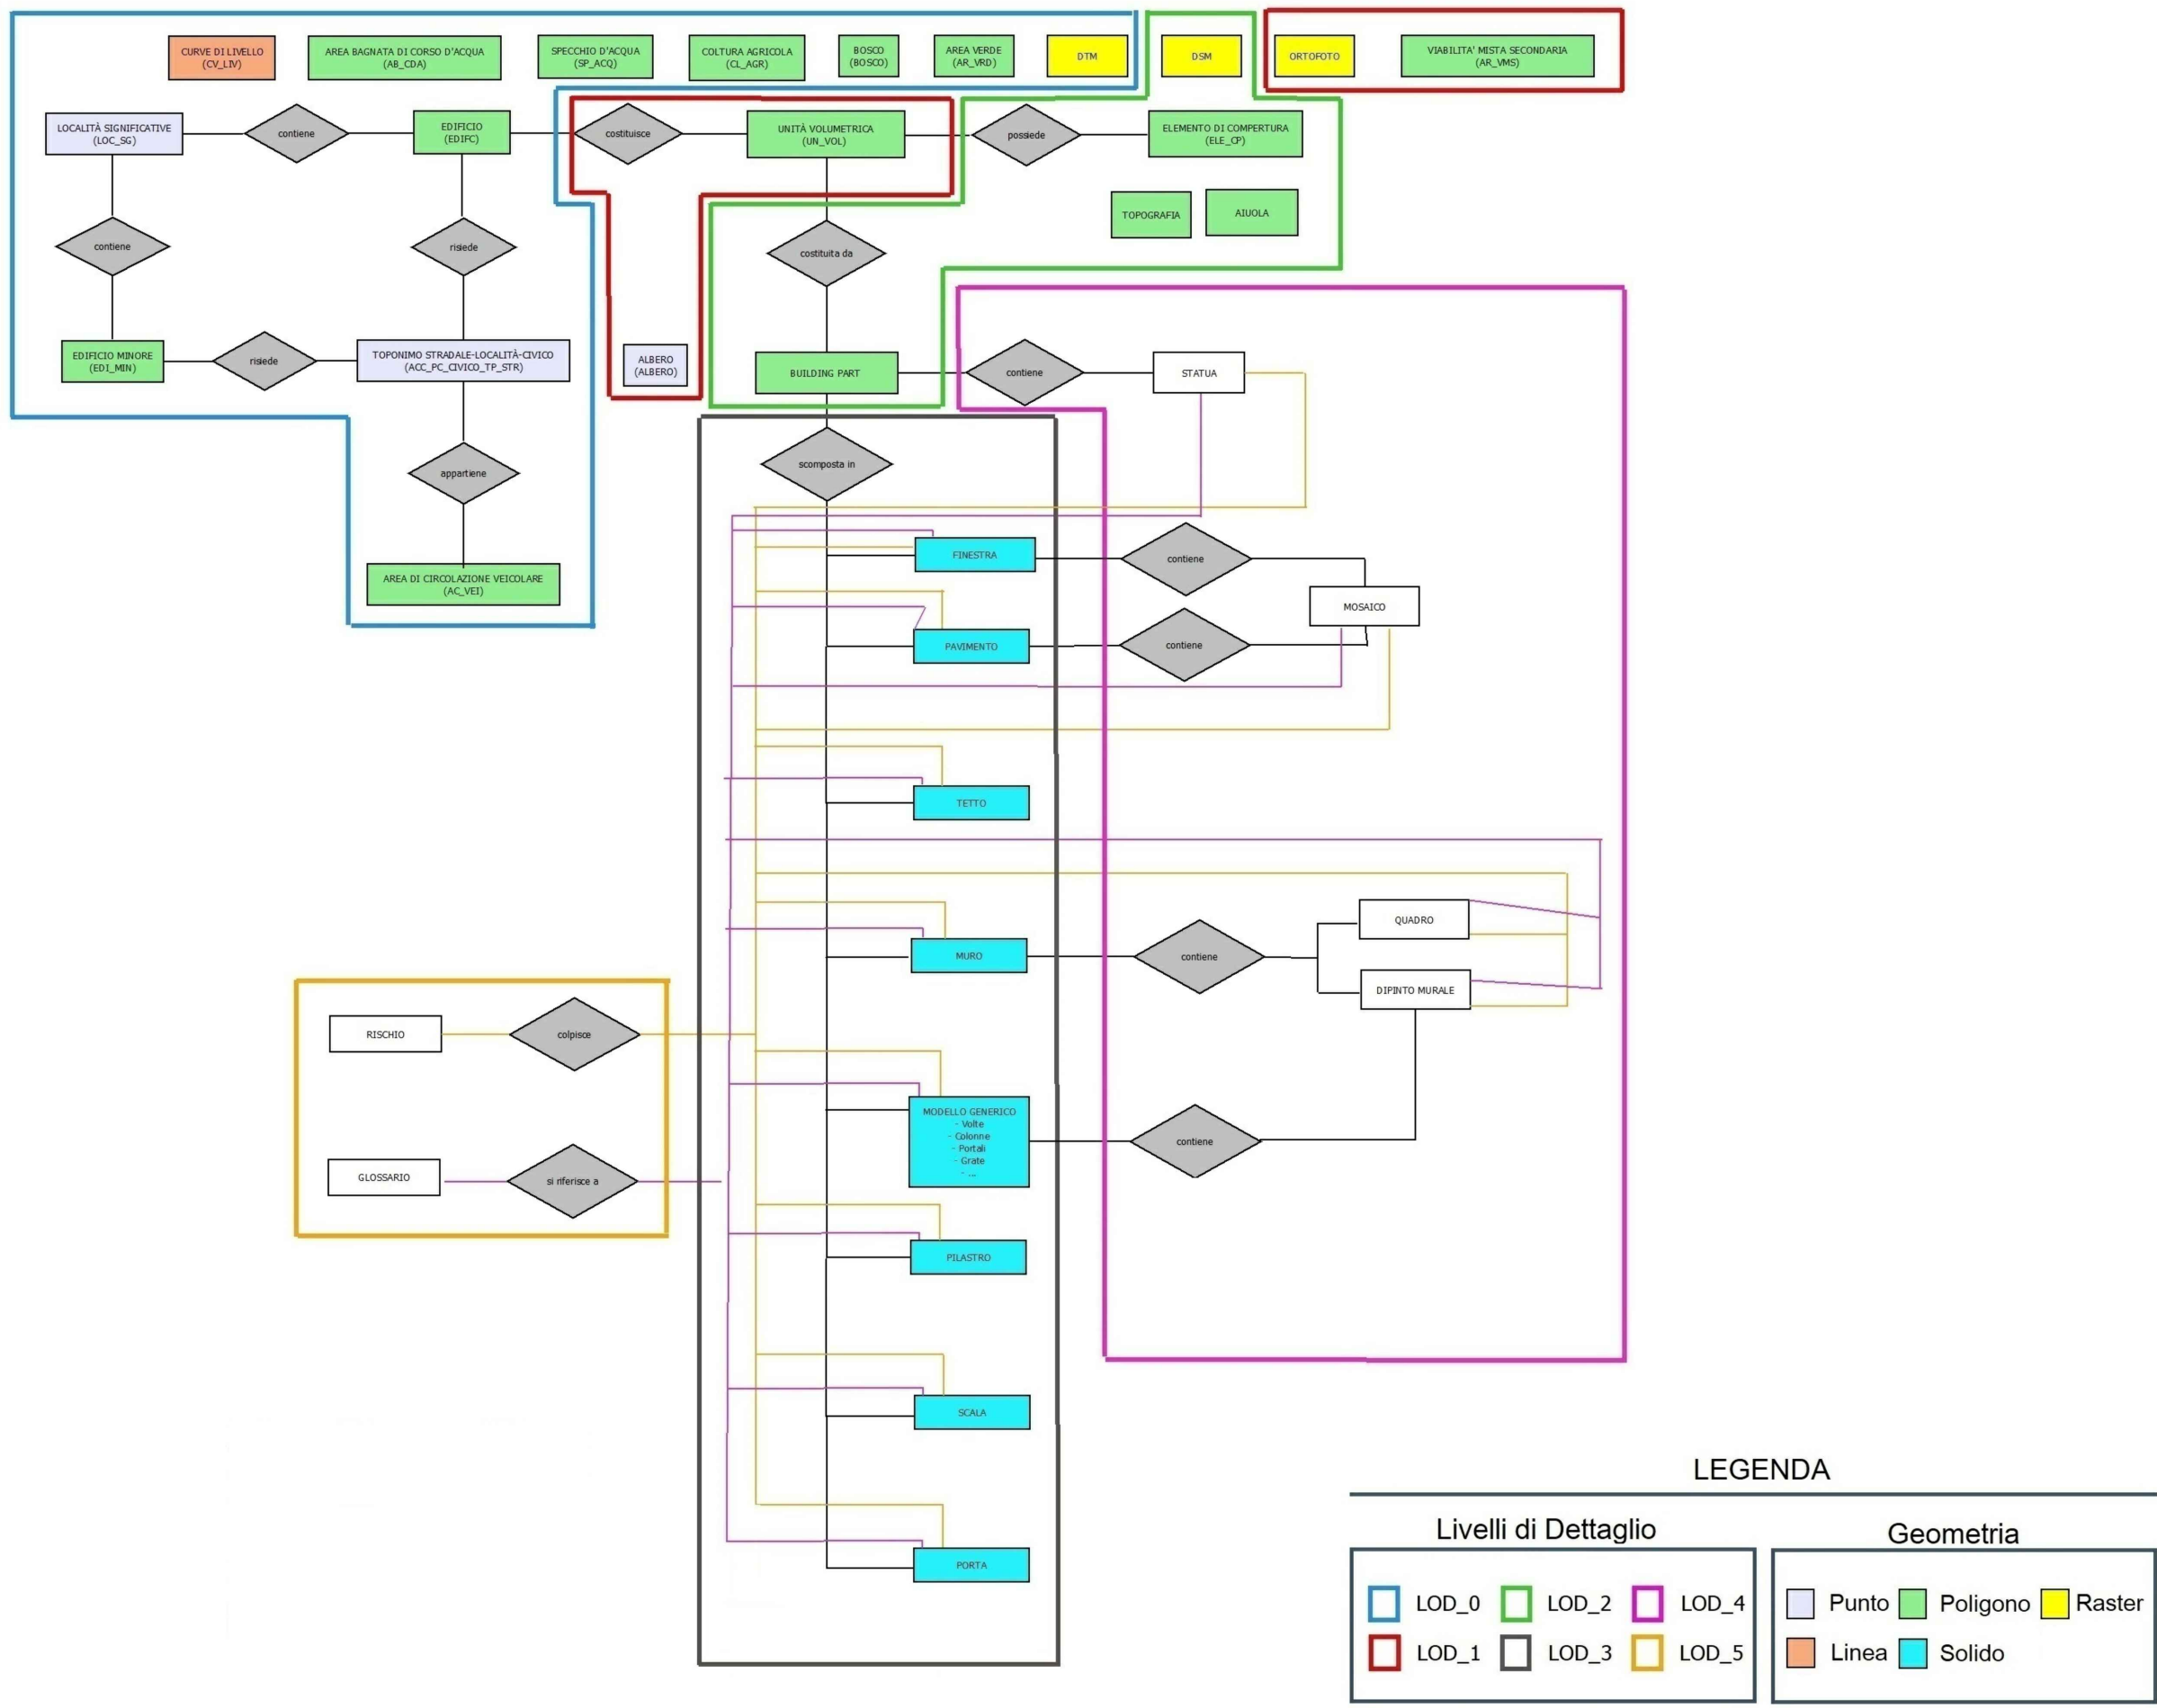 CURVE DI LIVELLO
(CV_LIV)
AREA BAGNATA DI CORSO D'ACQUA
(AB_CDA)
SPECCHIO D'ACQUA
(SP_ACQ)
COLTURA AGRICOLA
(CL_AGR)
BOSCO
(BOSCO)
AREA VERDE
(AR_VRD)
DTM
DSM
ORTOFOTO
VIABILITA' MISTA SECONDARIA
(AR_VMS)
LOCALITÀ SIGNIFICATIVE
(LOC_SG)
contiene
EDIFICIO
(EDIFC)
costituisce
UNITÀ VOLUMETRICA
(UN_VOL)
possiede
ELEMENTO DI COMPERTURA
(ELE_CP)
TOPOGRAFIA
AIUOLA
contiene
risiede
costituita da
EDIFICIO MINORE
(EDI_MIN)
risiede
TOPONIMO STRADALE-LOCALITÀ-CIVICO
(ACC_PC_CIVICO_TP_STR)
ALBERO
(ALBERO)
BUILDING PART
contiene
STATUA
appartiene
scomposta in
AREA DI CIRCOLAZIONE VEICOLARE
(AC_VEI)
FINESTRA
contiene
MOSAICO
PAVIMENTO
contiene
TETTO
QUADRO
MURO
contiene
DIPINTO MURALE
RISCHIO
colpisce
MODELLO GENERICO
- Volte
- Colonne
- Portali
- Grate
- ...
contiene
GLOSSARIO
si riferisce a
PILASTRO
SCALA
PORTA
LEGENDA
Livelli di Dettaglio
LOD_0
LOD_2
LOD_4
LOD_1
LOD_3
LOD_5
Geometria
Punto
Poligono
Raster
Linea
Solido